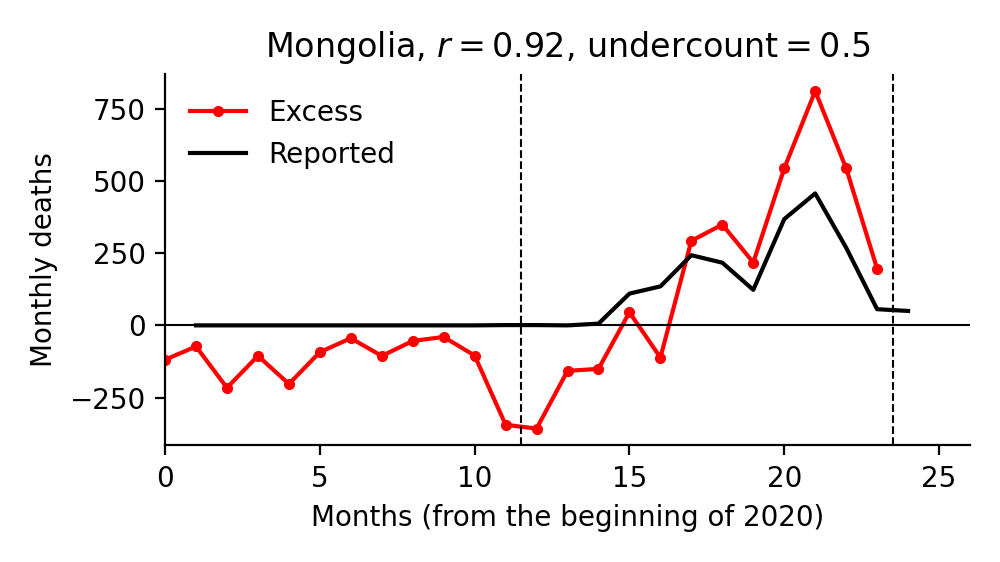 Mongolia, r = 0.92, undercount = 0.5
Excess
Reported
Monthly deaths
750
500
250
0
−250
0 5 10 15 20 25
Months (from the beginning of 2020)